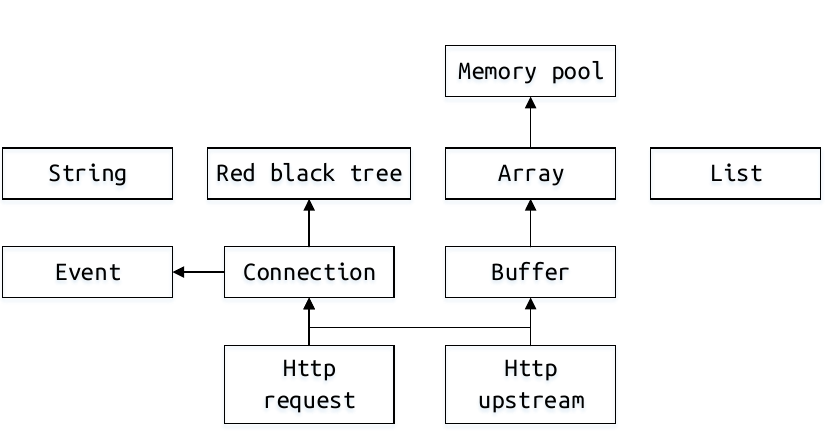 Memory pool
String
Red black tree
Array
List
Event
Connection
Buffer
Http
request
Http
upstream